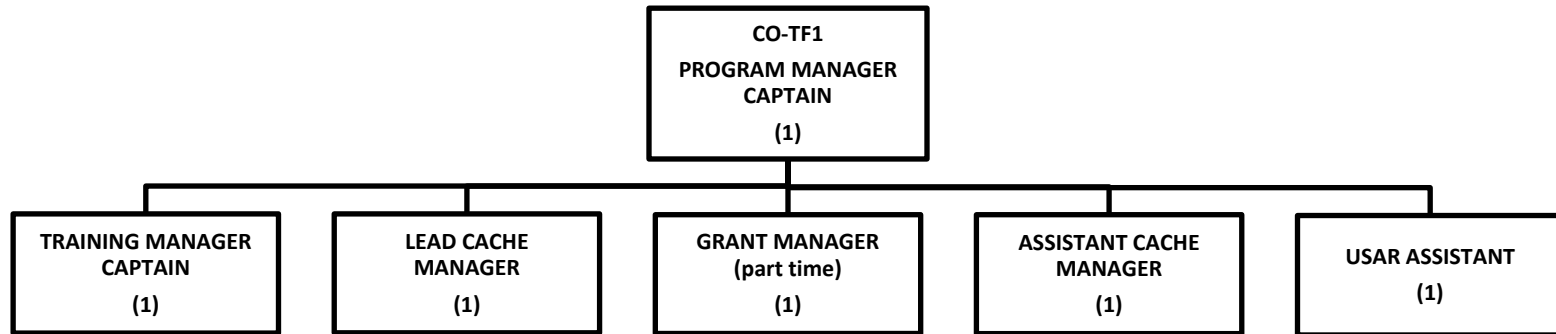 CO-TF1
PROGRAM MANAGER
CAPTAIN
(1)
TRAINING MANAGER
CAPTAIN
(1)
LEAD CACHE
MANAGER
(1)
GRANT MANAGER
(part time)
(1)
ASSISTANT CACHE
MANAGER
(1)
USAR ASSISTANT
(1)